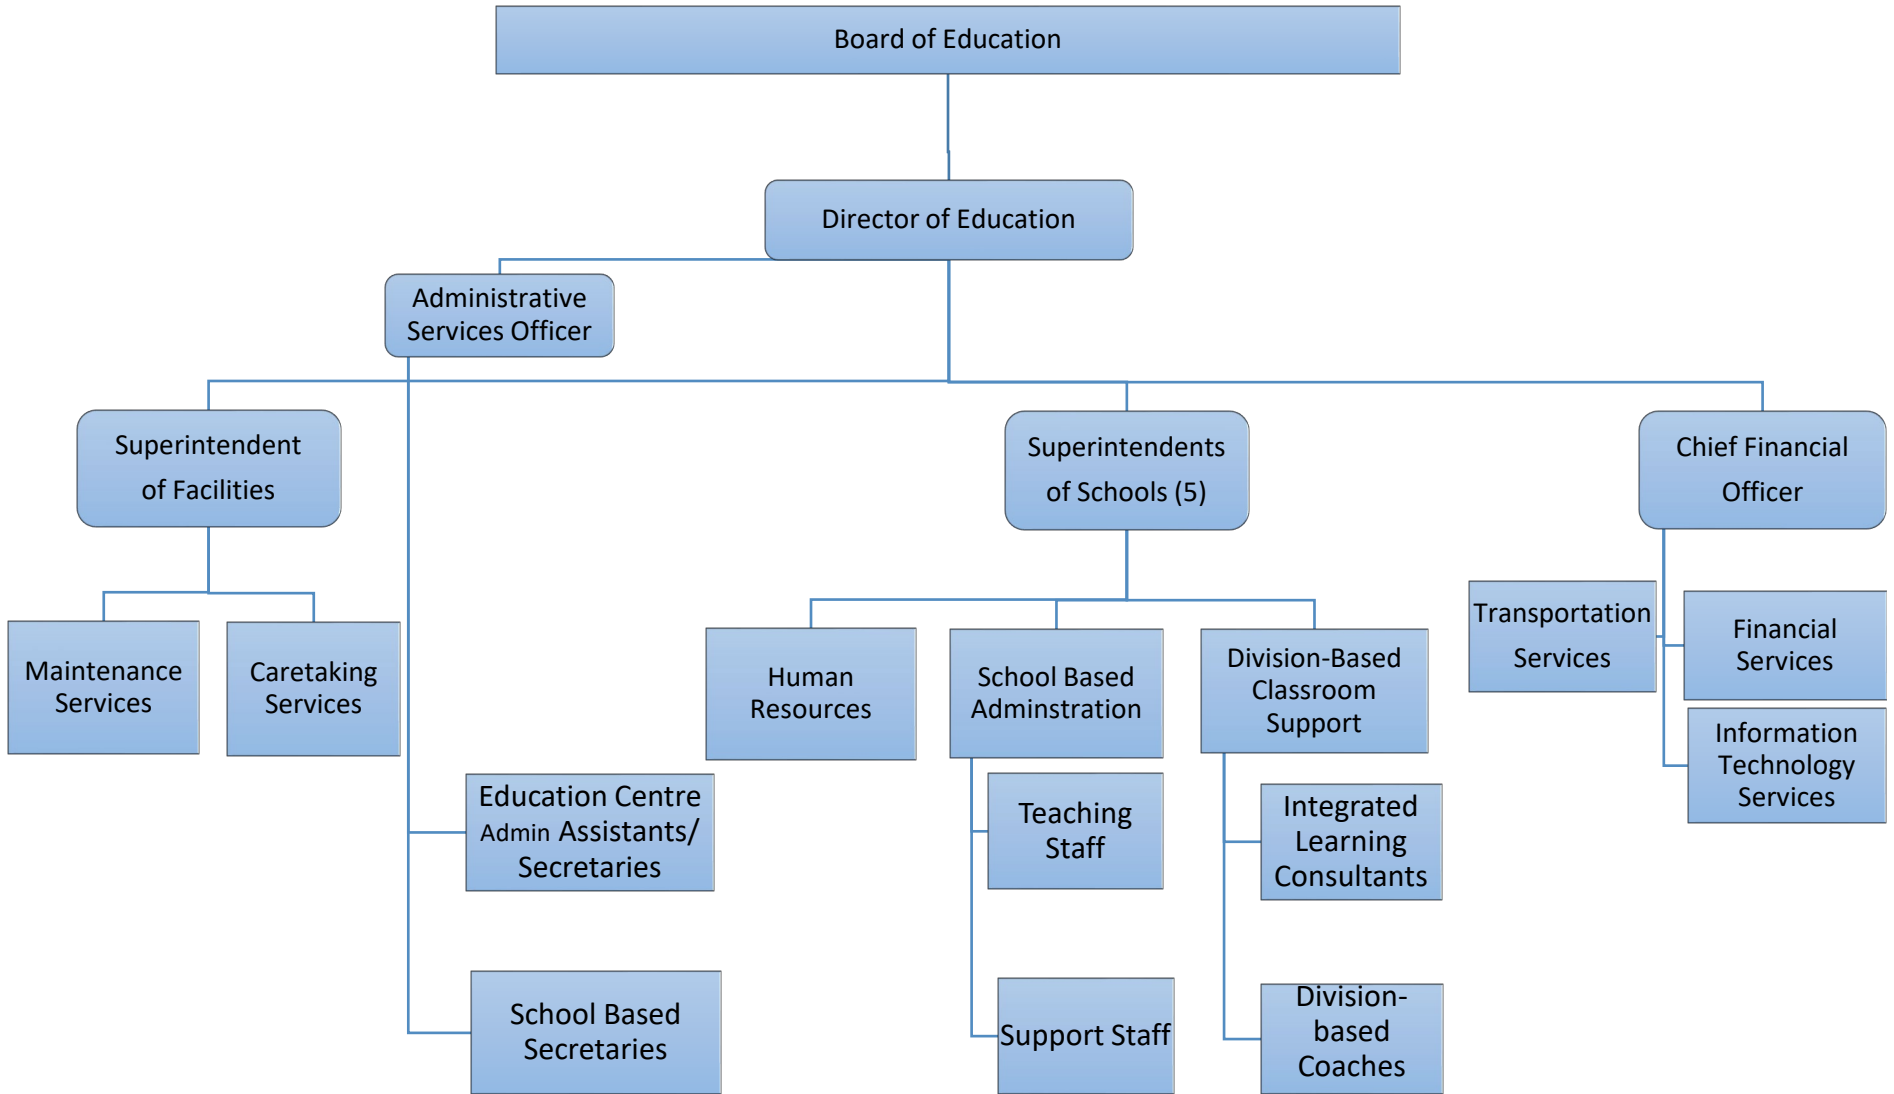 Board of Education
Director of Education
Administrative
Services Officer
Superintendent
of Facilities
Superintendents
of Schools (5)
Chief Financial
Officer
Maintenance
Services
Caretaking
Services
Human
Resources
School Based
Adminstration
Division-Based
Classroom
Support
Transportation
Services
Financial
Services
Information
Technology
Services
Education Centre
Admin Assistants/
Secretaries
Teaching
Staff
Integrated
Learning
Consultants
School Based
Secretaries
Support Staff
Division-
based
Coaches